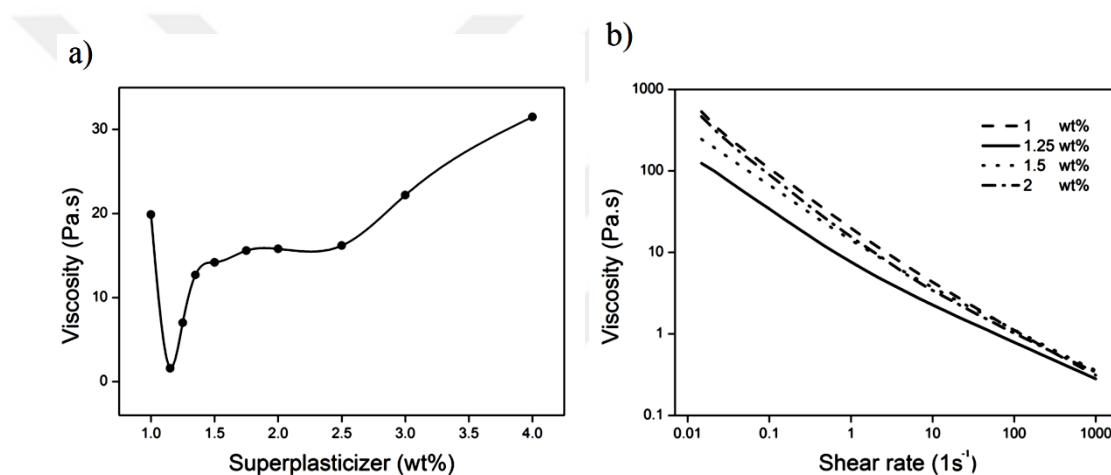 a)
Viscosity (Pa.s)
30
20
10
0
1.0 1.5 2.0 2.5 3.0 3.5 4.0
Superplasticizer (wt%)
b)
Viscosity (Pa.s)
1000
100
10
1
0.1
1 wt%
1.25 wt%
1.5 wt%
2 wt%
0.01 0.1 1 10 100 1000
Shear rate (1s⁻¹)